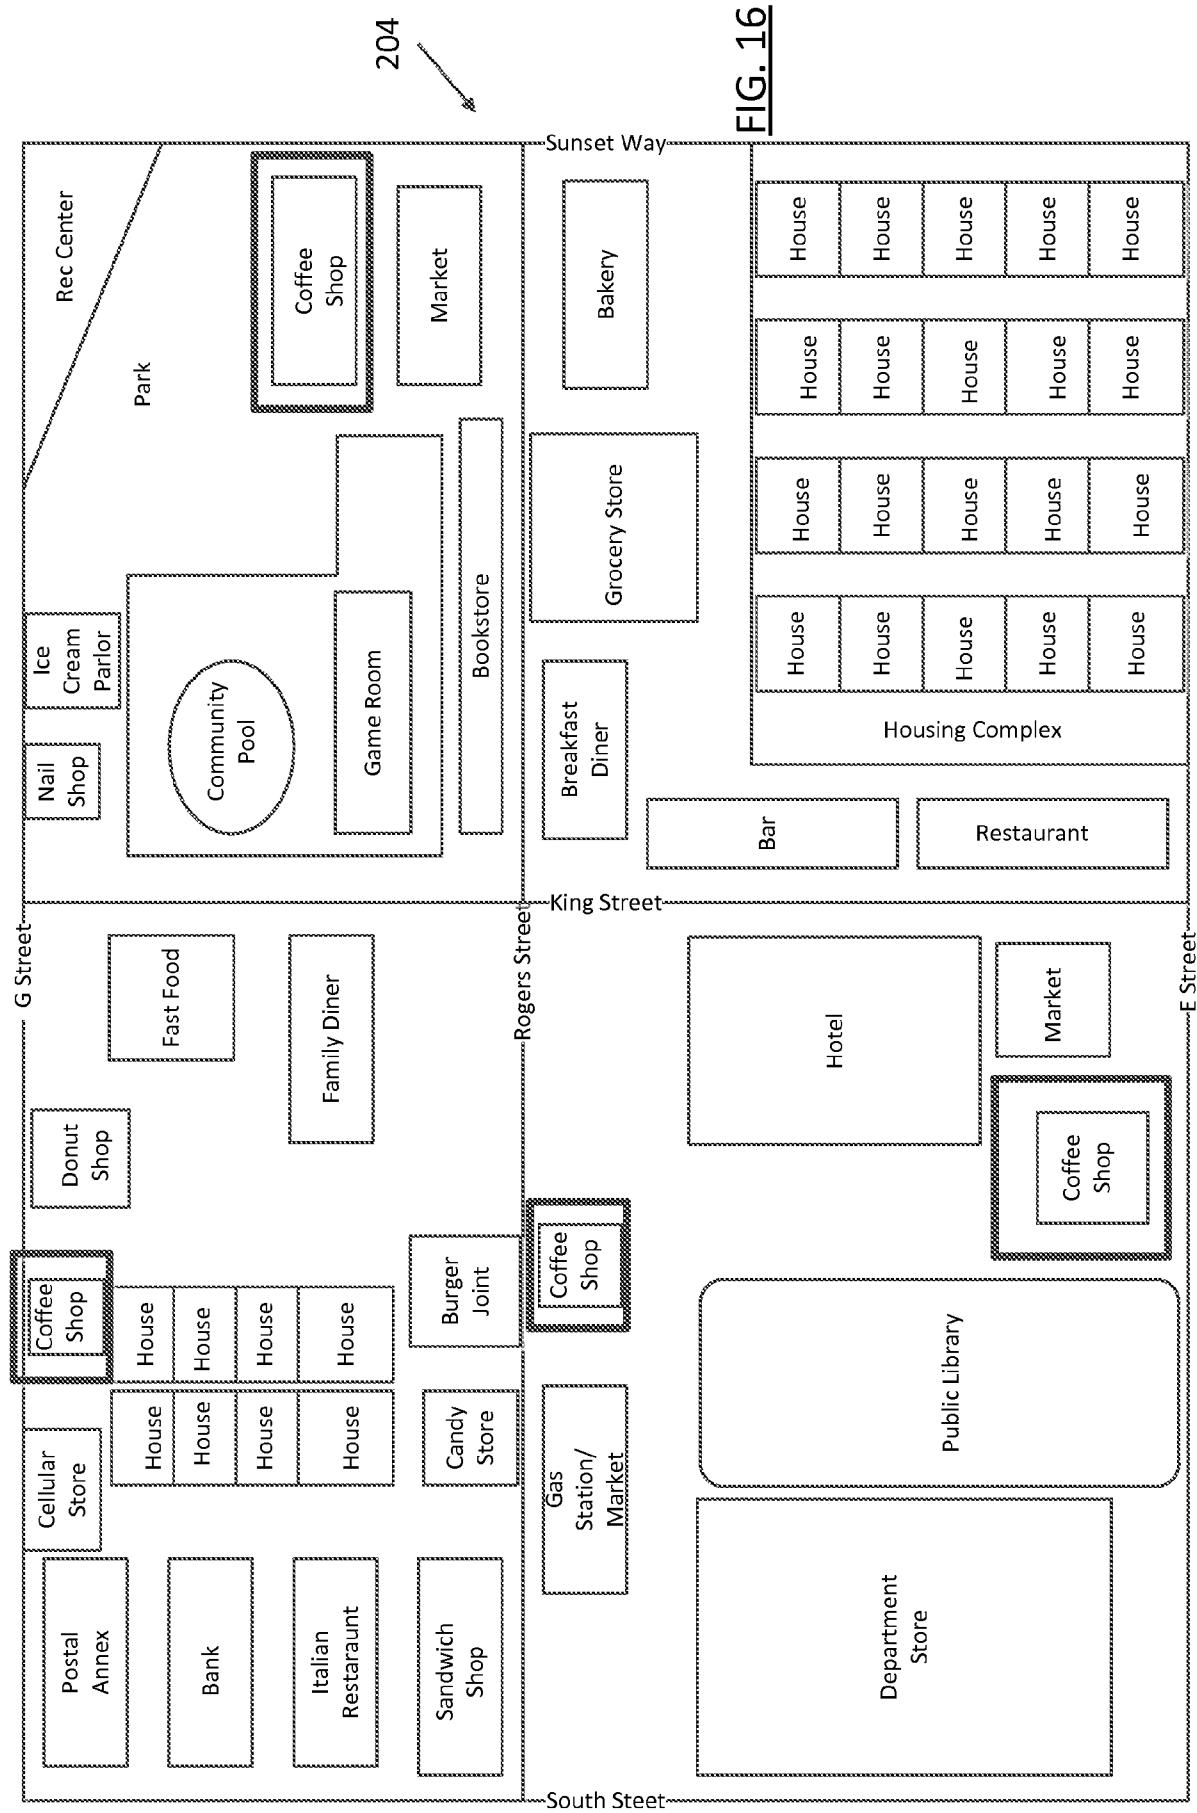 204
FIG. 16
Sunset Way
Rec Center
Park
Coffee
Shop
Market
Bakery
House
House
House
House
House
House
House
House
House
House
Grocery Store
House
House
House
House
House
Bookstore
Ice
Cream
Parlor
Nail
Shop
Community
Pool
Game Room
Breakfast
Diner
House
House
House
House
House
Housing Complex
Bar
Restaurant
King Street
G Street
Rogers Street
E Street
Fast Food
Family Diner
Hotel
Market
Donut
Shop
Coffee
Shop
Coffee
Shop
Coffee
Shop
Burger
Joint
House
House
House
House
House
House
House
House
Candy
Store
Cellular
Store
Gas
Station/
Market
Public Library
Postal
Annex
Bank
Italian
Restaraunt
Sandwich
Shop
Department
Store
South Steet